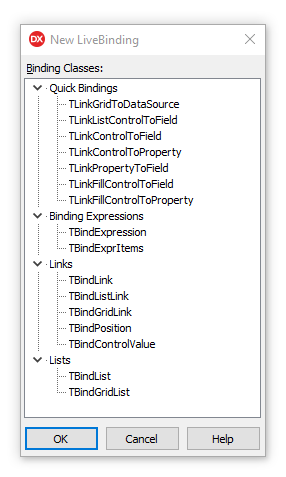 DX New LiveBinding
Binding Classes:
Quick Bindings
TLinkGridToDataSource
TLinkListControlToField
TLinkControlToField
TLinkControlToProperty
TLinkPropertyToField
TLinkFillControlToField
TLinkFillControlToProperty
Binding Expressions
TBindExpression
TBindExprItems
Links
TBindLink
TBindListLink
TBindGridLink
TBindPosition
TBindControlValue
Lists
TBindList
TBindGridList
OK Cancel Help